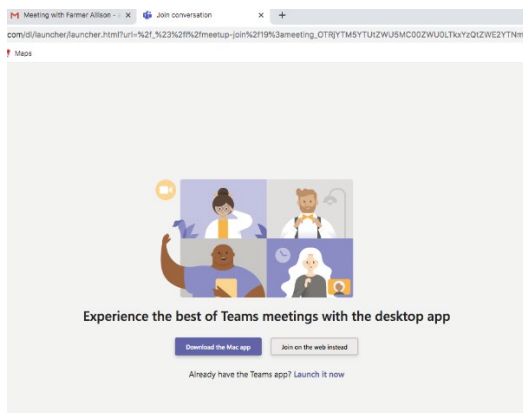 Meeting with Farmer Allison -
Join conversation
com/dl/launcher/launcher.html?url=%2f_%23%2fl%2fmeetup-join%2f19%3ameeting_
Maps
Experience the best of Teams meetings with the desktop app
Download the Mac app
Join on the web instead
Already have the Teams app? Launch it now